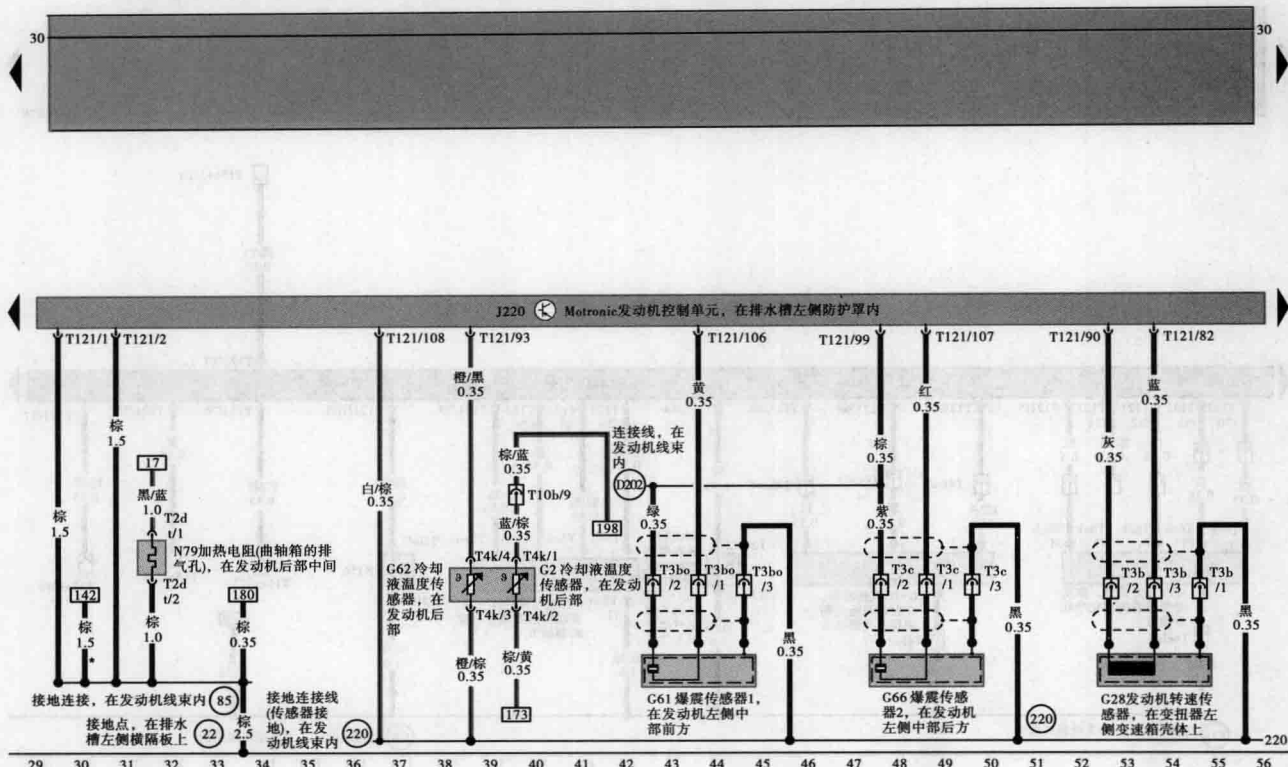 30
30
J220 Motronic发动机控制单元，在排水槽左侧防护罩内
T121/1
T121/2
T121/108
T121/93
T121/106
T121/99
T121/107
T121/90
T121/82
橙/黑
0.35
黄
0.35
红
0.35
蓝
0.35
棕
1.5
连接线，在
发动机线束
内
棕/蓝
0.35
棕
0.35
灰
0.35
17
黑/蓝
1.0
白/棕
0.35
T10b/9
D202
棕
1.5
T2d
t/1
蓝/棕
0.35
198
绿
0.35
紫
0.35
N79加热电阻(曲轴箱的排
气孔)，在发动机后部中间
T4k/4
T4k/1
G62 冷却
液温度传
感器，在
发动机后
部
G2 冷却液温度
传感器，在发动
机后部
T3bo
/2
T3bo
/1
T3bo
/3
T3c
/2
T3c
/1
T3c
/3
T3b
/2
T3b
/3
T3b
/1
T2d
t/2
142
180
T4k/3
T4k/2
棕
1.5
*
棕
1.0
棕
0.35
黑
0.35
黑
0.35
黑
0.35
橙/棕
0.35
棕/黄
0.35
173
接地连接，在发动机线束内
85
接地点，在排水
槽左侧横隔板上
22
棕
2.5
接地连接线
(传感器接
地)，在发
动机线束内
220
G61 爆震传感器1，
在发动机左侧中
部前方
G66 爆震传感
器2，在发动机
左侧中部后方
220
G28发动机转速传
感器，在变扭器左
侧变速箱壳体上
220
29 30 31 32 33 34 35 36 37 38 39 40 41 42 43 44 45 46 47 48 49 50 51 52 53 54 55 56